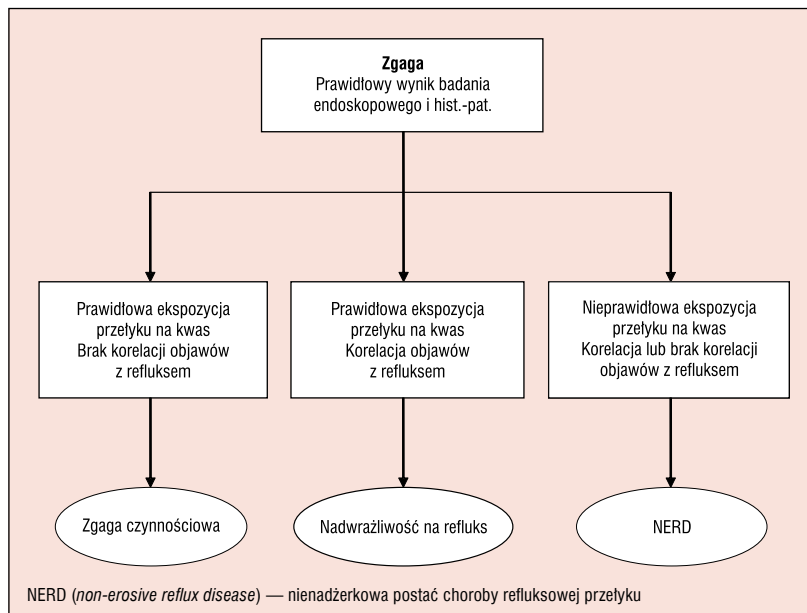 Zgaga
Prawidłowy wynik badania
endoskopowego i hist.-pat.
Prawidłowa ekspozycja
przełyku na kwas
Brak korelacji objawów
z refluksem
Prawidłowa ekspozycja
przełyku na kwas
Korelacja objawów
z refluksem
Nieprawidłowa ekspozycja
przełyku na kwas
Korelacja lub brak korelacji
objawów z refluksem
Zgaga czynnościowa
Nadwrażliwość na refluks
NERD
NERD (non-erosive reflux disease) — nienadżerkowa postać choroby refluksowej przełyku